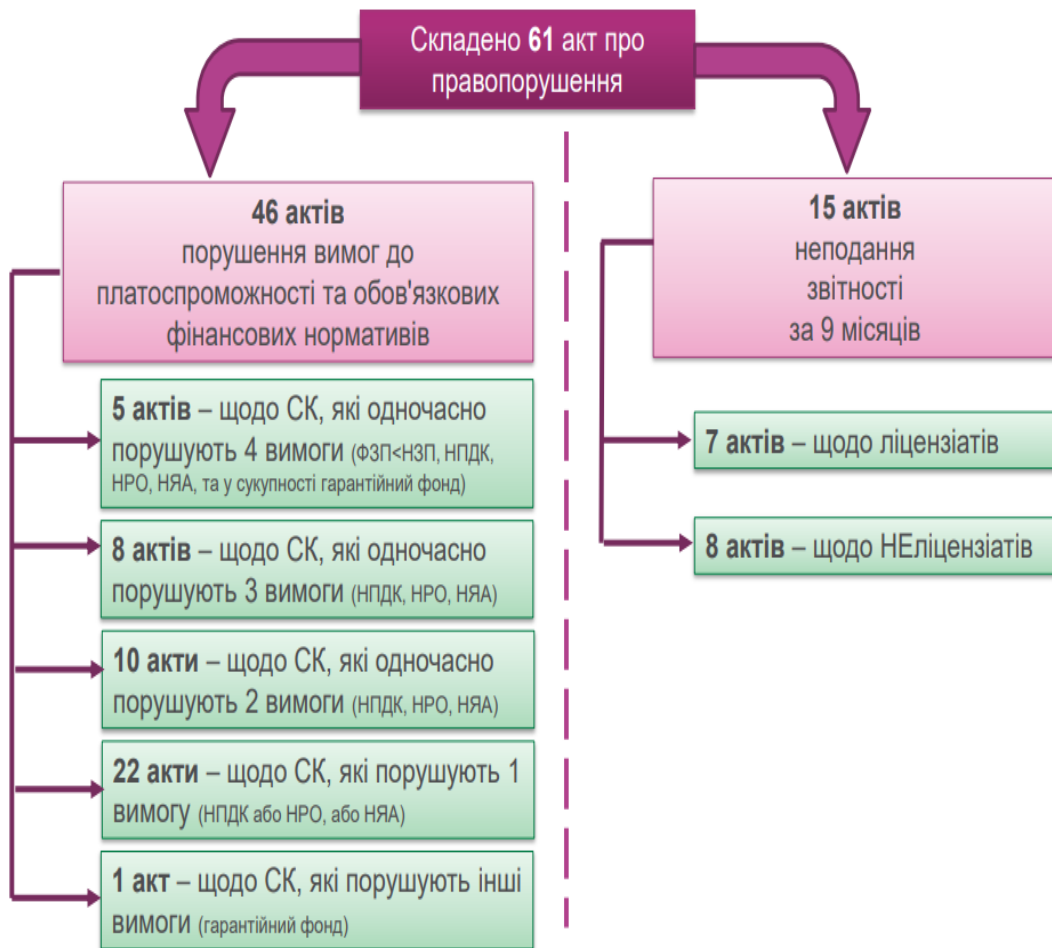 Складено 61 акт про
правопорушення
46 актів
порушення вимог до
платоспроможності та обов'язкових
фінансових нормативів
5 актів – щодо СК, які одночасно
порушують 4 вимоги (ФЗП<НЗП, НПДК,
НРО, НЯА, та у сукупності гарантійний фонд)
8 актів – щодо СК, які одночасно
порушують 3 вимоги (НПДК, НРО, НЯА)
10 акти – щодо СК, які одночасно
порушують 2 вимоги (НПДК, НРО, НЯА)
22 акти – щодо СК, які порушують 1
вимогу (НПДК або НРО, або НЯА)
1 акт – щодо СК, які порушують інші
вимоги (гарантійний фонд)
15 актів
неподання
звітності
за 9 місяців
7 актів – щодо ліцензіатів
8 актів – щодо НЕліцензіатів